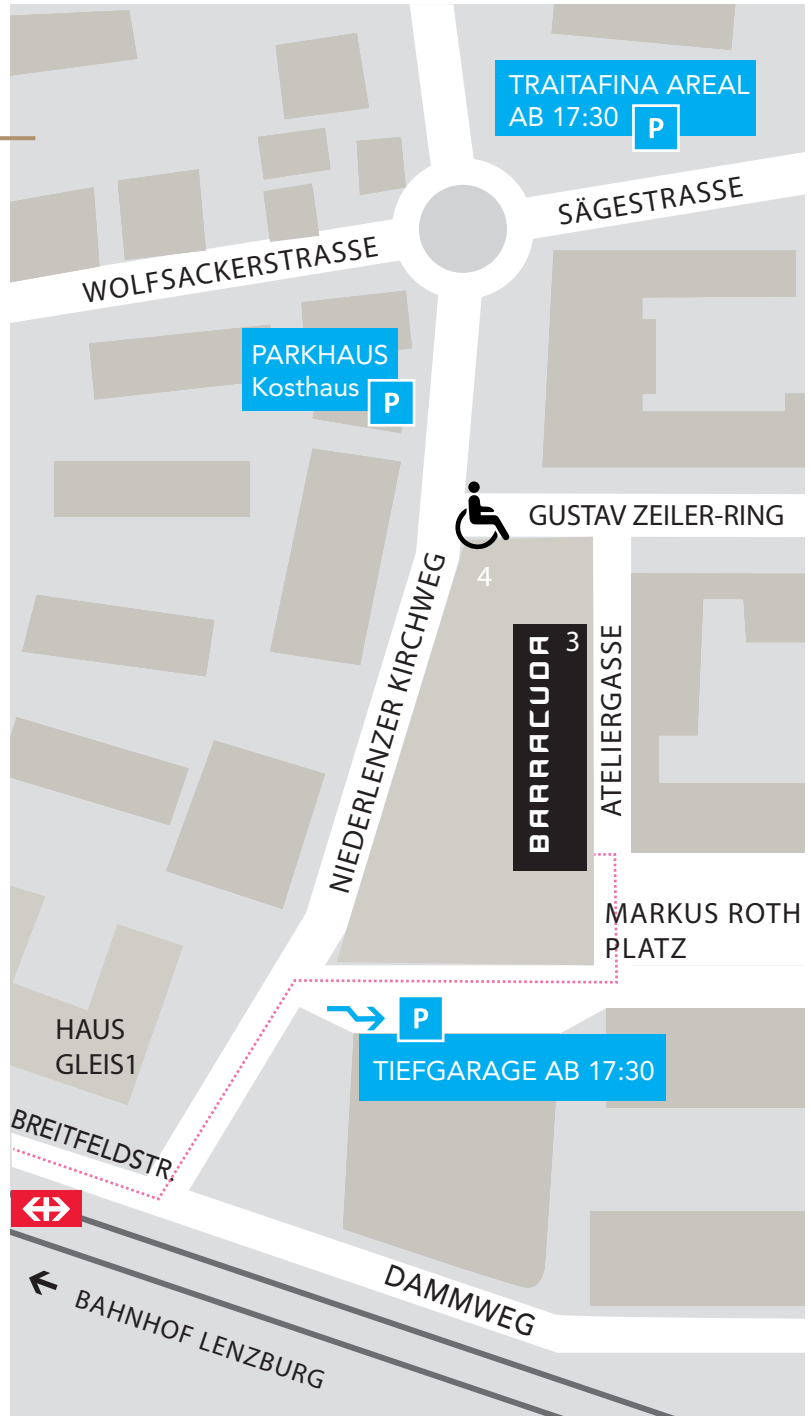 TRAITAFINA AREAL
AB 17:30 P
SÄGESTRASSE
WOLFSACKERSTRASSE
PARKHAUS
Kosthaus P
GUSTAV ZEILER-RING
4
NIEDERLENZER KIRCHWEG
BARRACUDA 3
ATELIERGASSE
MARKUS ROTH
PLATZ
P
TIEFGARAGE AB 17:30
HAUS
GLEIS1
BREITFELDSTR.
DAMMWEG
BAHNHOF LENZBURG